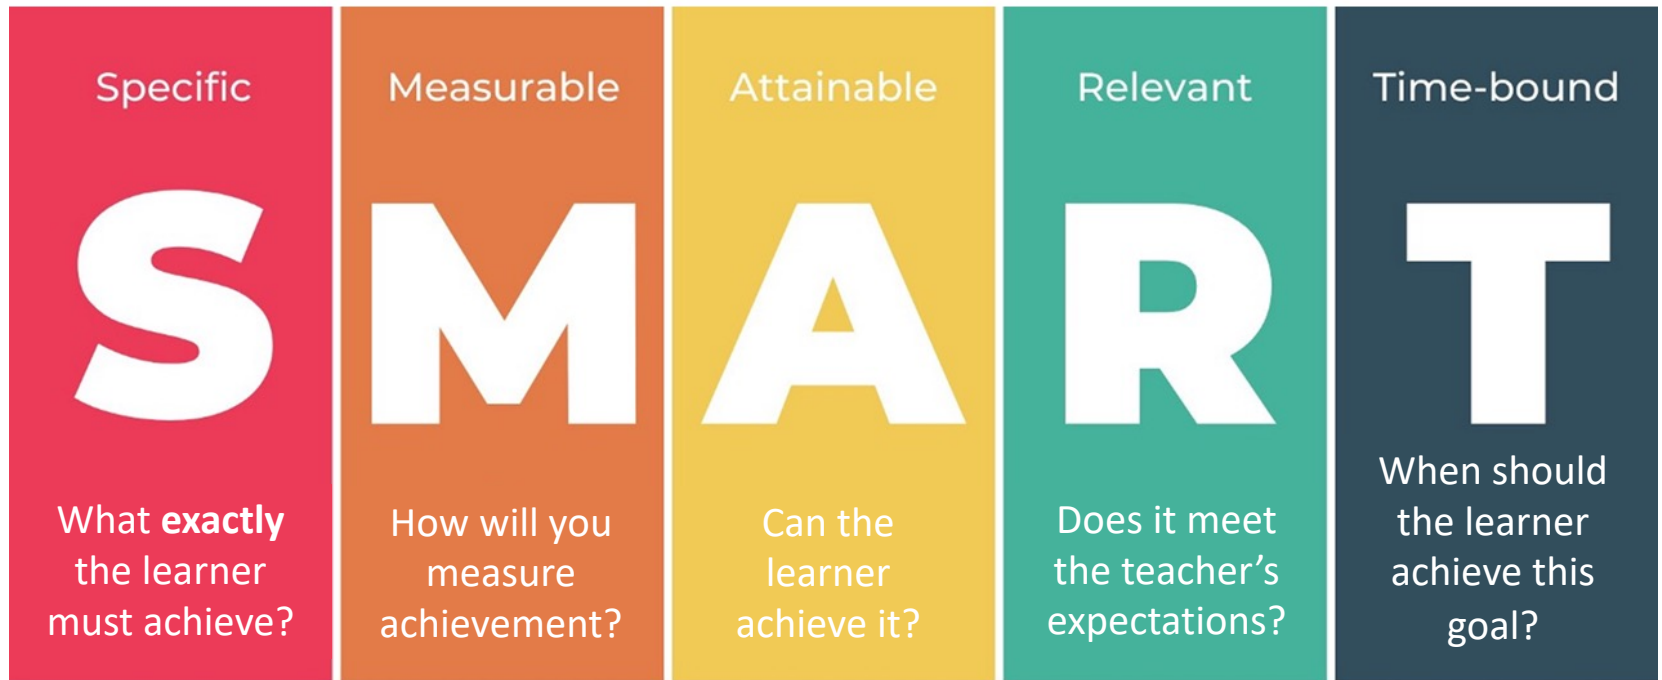 Specific
S
What exactly
the learner
must achieve?
Measurable
M
How will you
measure
achievement?
Attainable
A
Can the
learner
achieve it?
Relevant
R
Does it meet
the teacher’s
expectations?
Time-bound
T
When should
the learner
achieve this
goal?